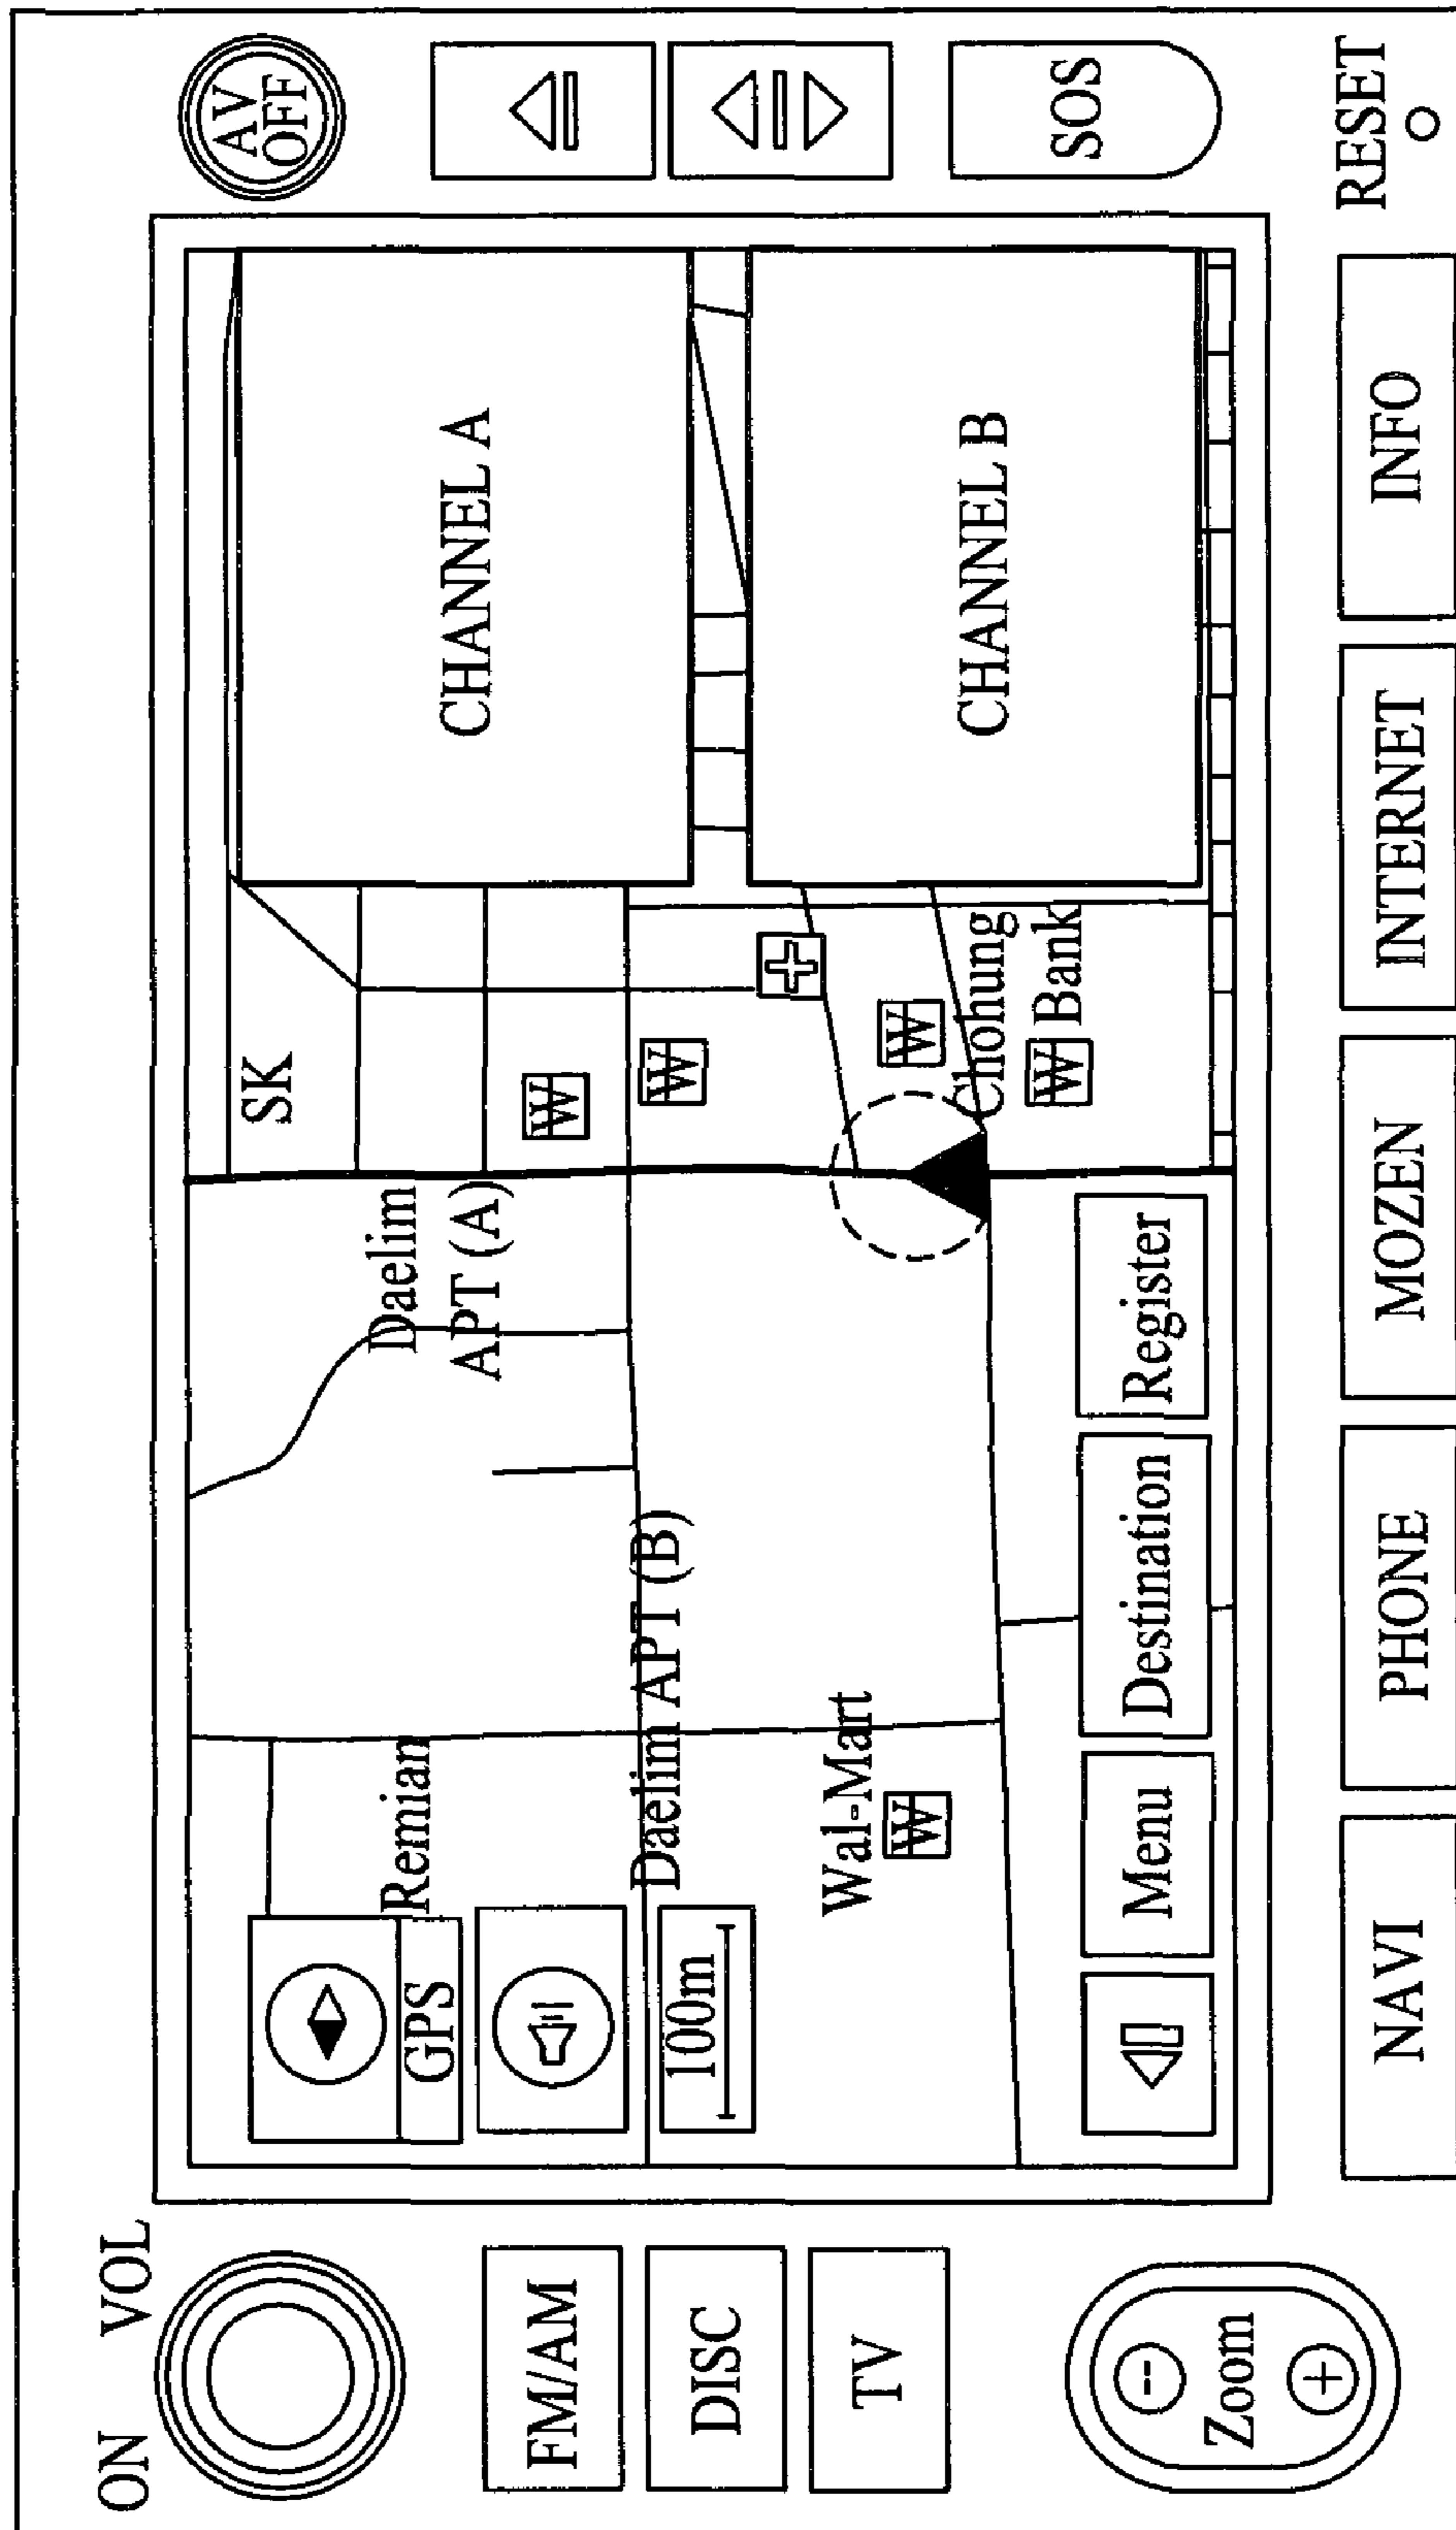 ON VOL
FM/AM
DISC
TV
--
Zoom
+
GPS
100m
Remian
Daelim
APT (A)
Daelim APT (B)
Wal-Mart
W
SK
W
W
W
Chohung
W Bank
CHANNEL A
CHANNEL B
Menu
Destination
Register
AV
OFF
SOS
RESET
NAVI
PHONE
MOZEN
INTERNET
INFO